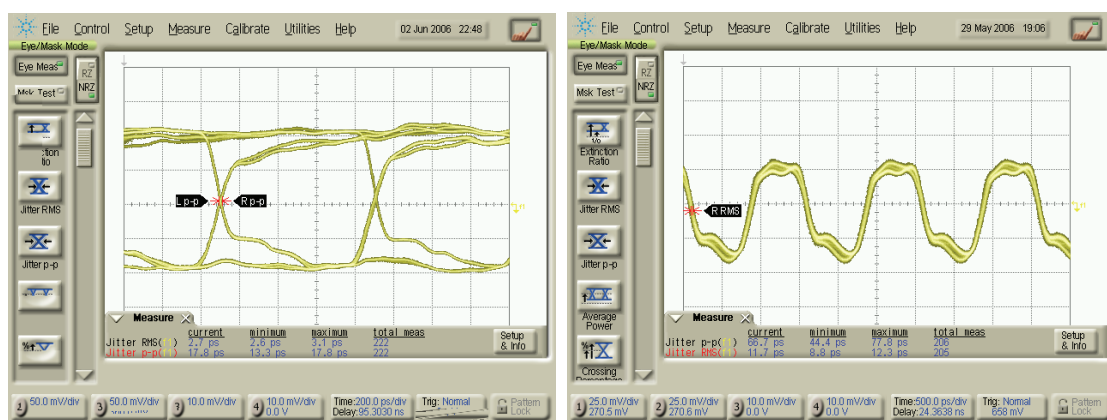 File Control Setup Measure Calibrate Utilities Help 02 Jun 2006 22:48
Eye/Mask Mode
Eye Meas
RZ
NRZ
Msk Test
Jitter RMS
Jitter p-p
L p-p R p-p
Measure
current minimum maximum total meas
Jitter RMS( 2.7 ps 2.6 ps 3.1 ps 222
Jitter p-p( 17.8 ps 13.3 ps 17.8 ps 222
Setup & Info
2) 50.0 mV/div
3) 50.0 mV/div
10.0 mV/div
4) 10.0 mV/div 0.0 V
Time:200.0 ps/div
Delay:95.3030 ns
Trig: Normal
Pattern Lock
File Control Setup Measure Calibrate Utilities Help 29 May 2006 19:06
Eye/Mask Mode
Eye Meas
RZ
NRZ
Msk Test
Extinction
Ratio
Jitter RMS
Jitter p-p
Average
Power
Crossing
R RMS
Measure
current minimum maximum total meas
Jitter p-p( 66.7 ps 44.4 ps 77.8 ps 206
Jitter RMS( 11.7 ps 8.8 ps 12.3 ps 205
Setup & Info
1) 25.0 mV/div 270.5 mV
2) 25.0 mV/div 270.6 mV
3) 10.0 mV/div 0.0 V
4) 10.0 mV/div 0.0 V
Time:500.0 ps/div
Delay:24.3638 ns
Trig: Normal
658 mV
Pattern Lock